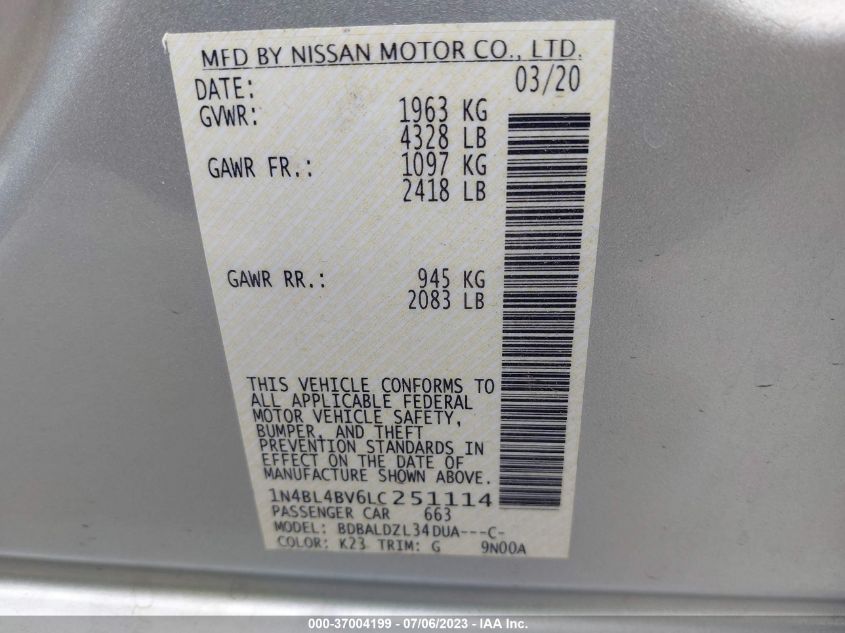 MFD BY NISSAN MOTOR CO., LTD.
DATE: 03/20
GVWR: 1963 KG
4328 LB
GAWR FR.: 1097 KG
2418 LB
GAWR RR.: 945 KG
2083 LB
THIS VEHICLE CONFORMS TO
ALL APPLICABLE FEDERAL
MOTOR VEHICLE SAFETY,
BUMPER, AND THEFT
PREVENTION STANDARDS IN
EFFECT ON THE DATE OF
MANUFACTURE SHOWN ABOVE.
1N4BL4BV6LC251114
PASSENGER CAR 663
MODEL: BDBALDZL34DUA---C-
COLOR: K23 TRIM: G 9N00A
000-37004199 - 07/06/2023 - IAA Inc.